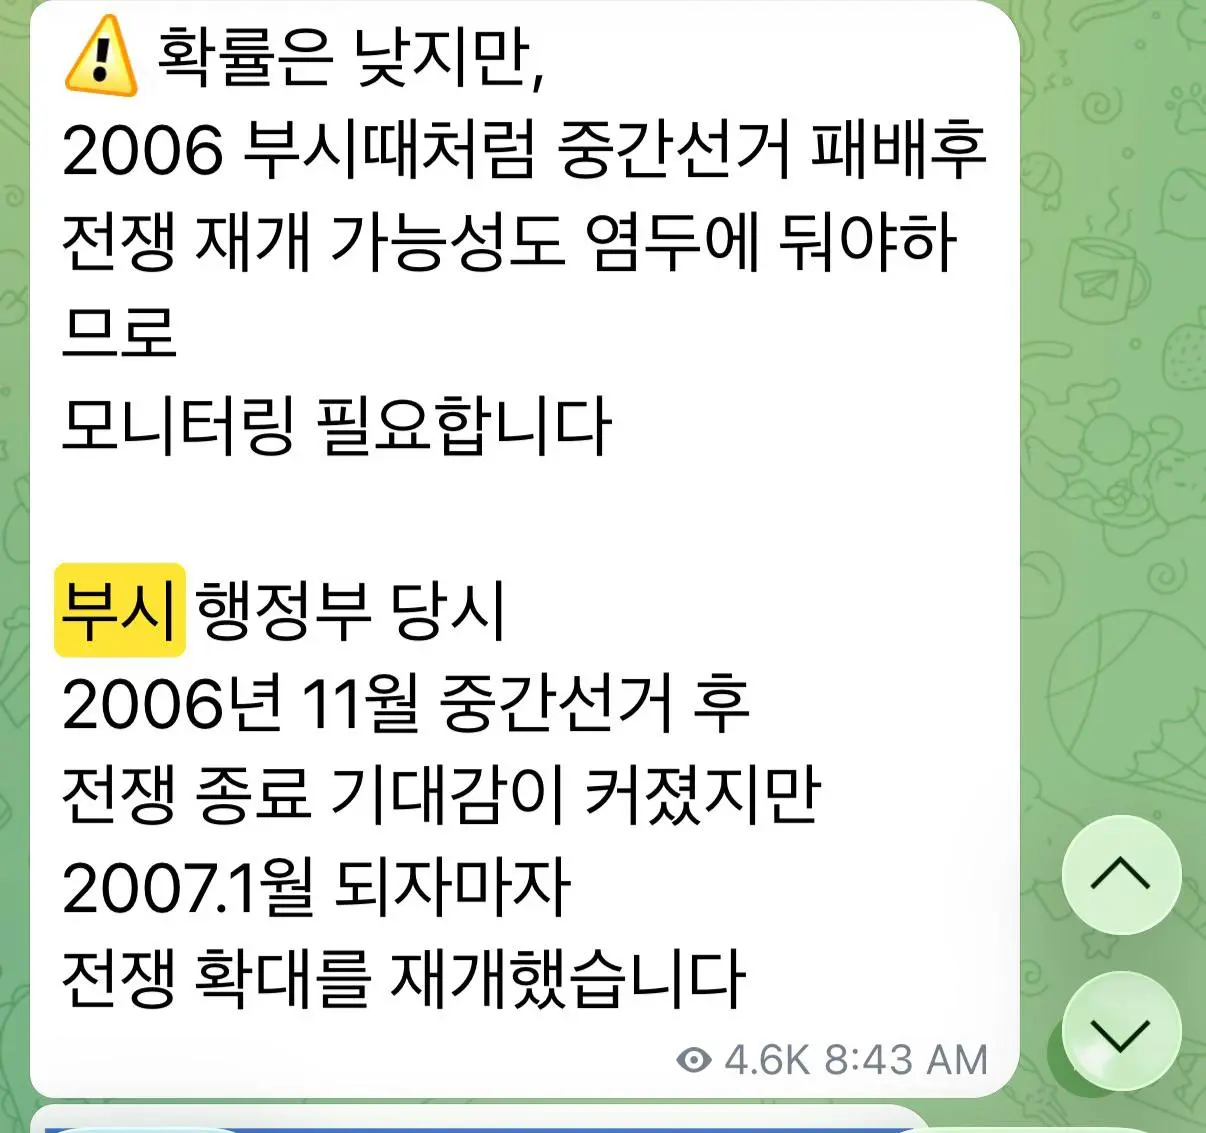 ⚠️ 확률은 낮지만,
2006 부시때처럼 중간선거 패배후
전쟁 재개 가능성도 염두에 둬야하
므로
모니터링 필요합니다
부시 행정부 당시
2006년 11월 중간선거 후
전쟁 종료 기대감이 커졌지만
2007.1월 되자마자
전쟁 확대를 재개했습니다
4.6K 8:43 AM